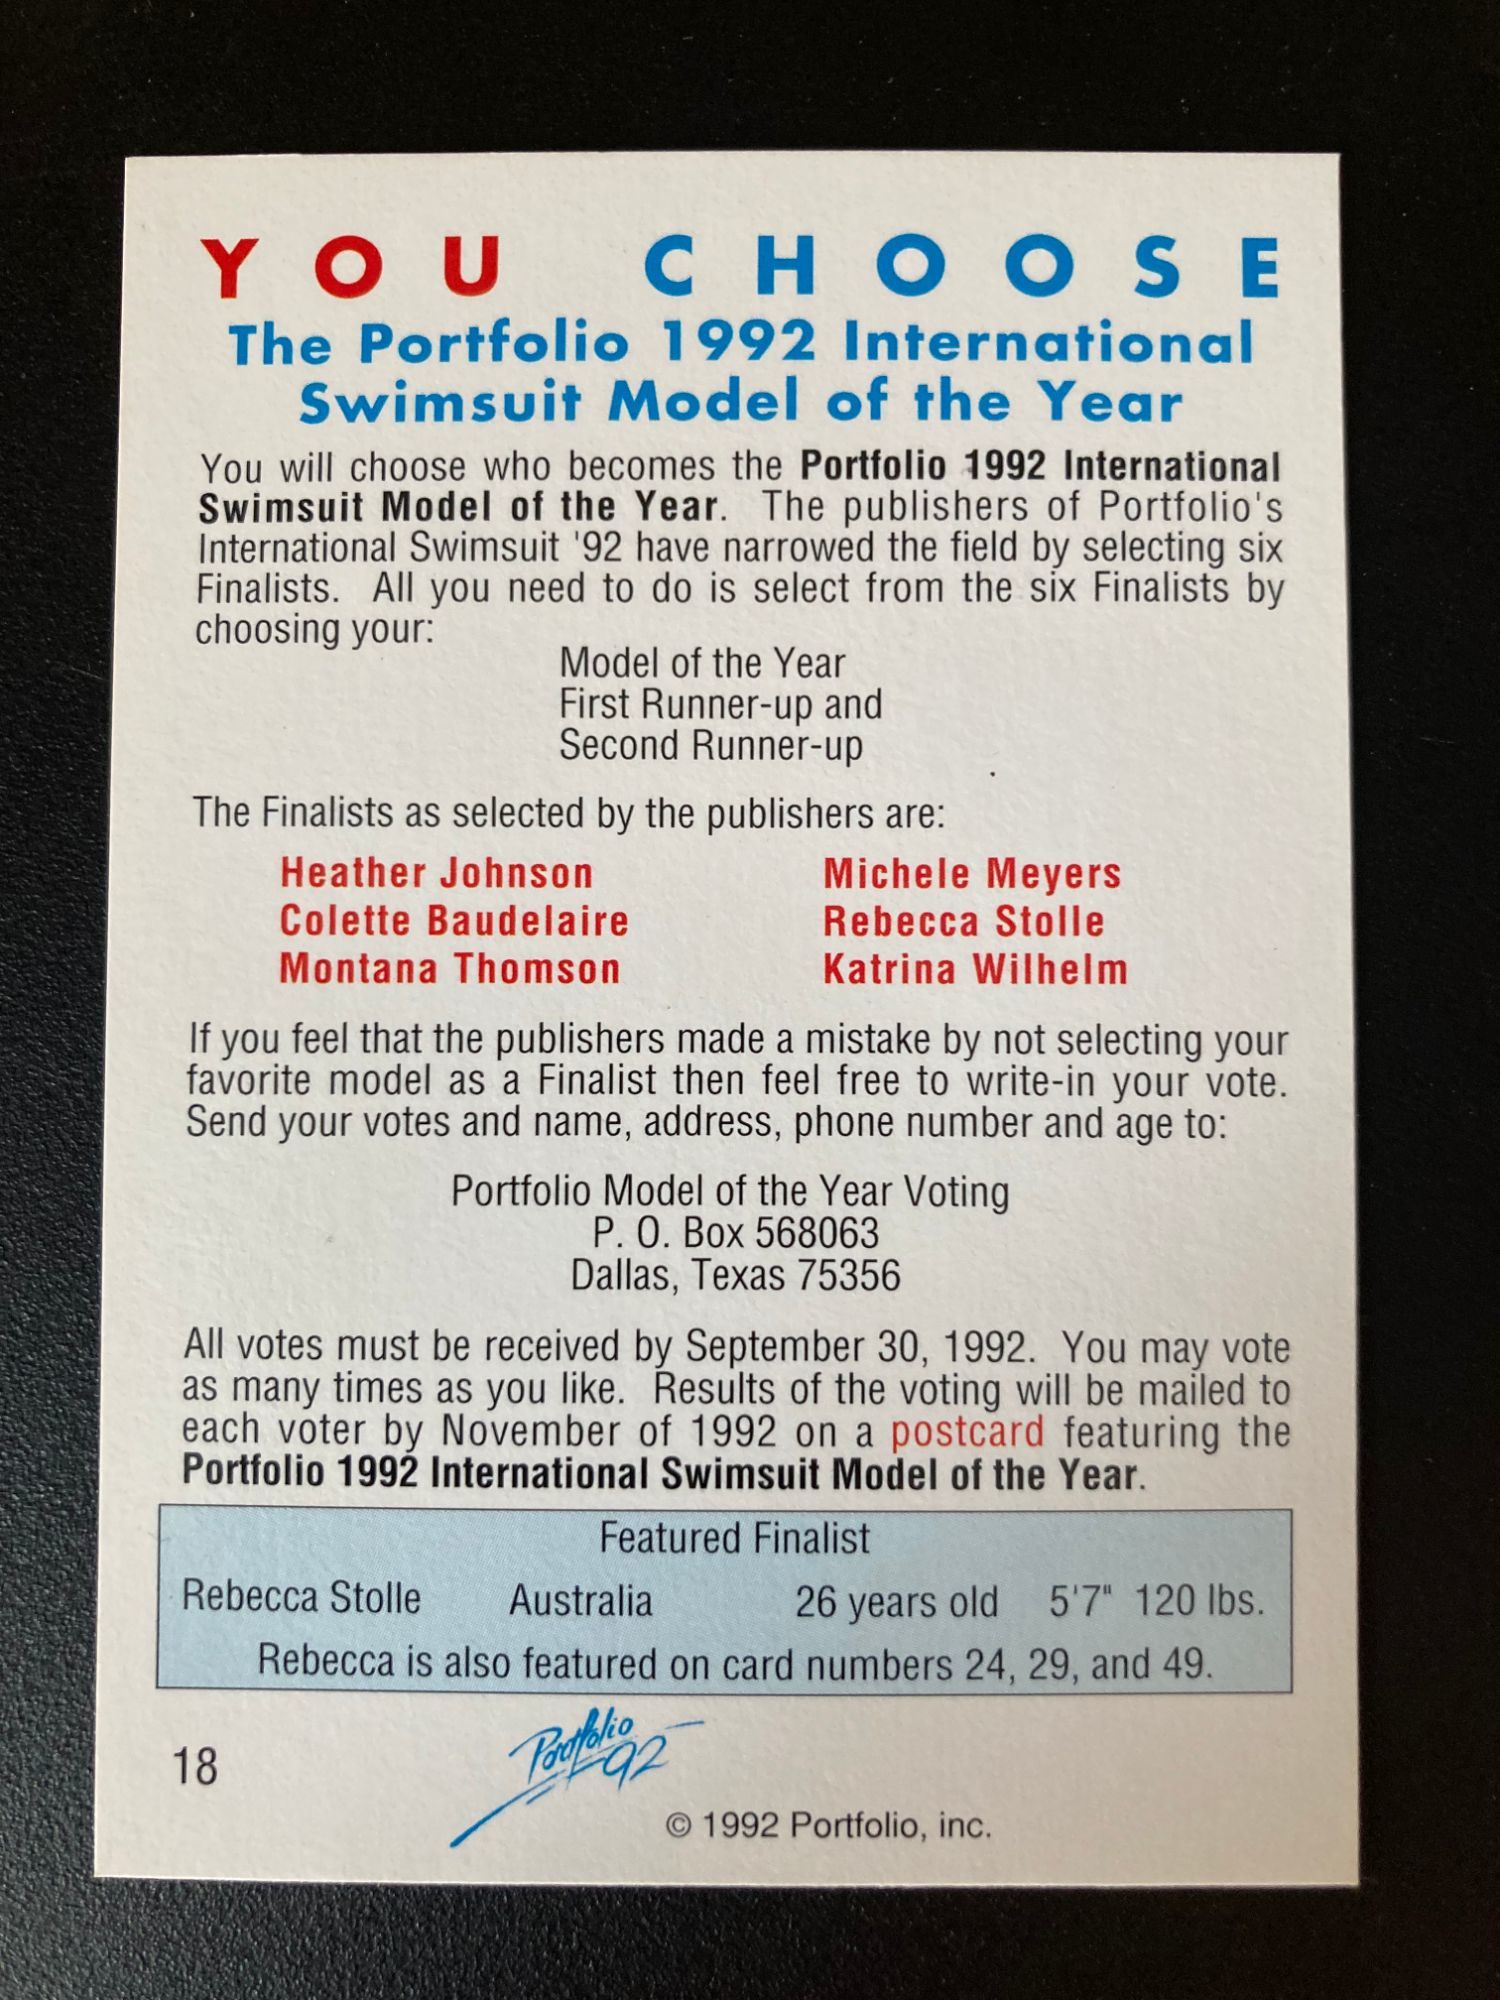 YOU CHOOSE
The Portfolio 1992 International
Swimsuit Model of the Year
You will choose who becomes the Portfolio 1992 International
Swimsuit Model of the Year. The publishers of Portfolio's
International Swimsuit '92 have narrowed the field by selecting six
Finalists. All you need to do is select from the six Finalists by
choosing your:
Model of the Year
First Runner-up and
Second Runner-up
The Finalists as selected by the publishers are:
Heather Johnson Michele Meyers
Colette Baudelaire Rebecca Stolle
Montana Thomson Katrina Wilhelm
If you feel that the publishers made a mistake by not selecting your
favorite model as a Finalist then feel free to write-in your vote.
Send your votes and name, address, phone number and age to:
Portfolio Model of the Year Voting
P. O. Box 568063
Dallas, Texas 75356
All votes must be received by September 30, 1992. You may vote
as many times as you like. Results of the voting will be mailed to
each voter by November of 1992 on a postcard featuring the
Portfolio 1992 International Swimsuit Model of the Year.
Featured Finalist
Rebecca Stolle Australia 26 years old 5'7" 120 lbs.
Rebecca is also featured on card numbers 24, 29, and 49.
Portfolio
92
18
© 1992 Portfolio, inc.